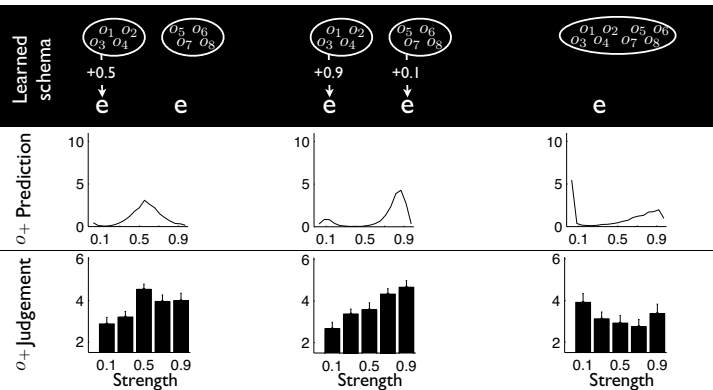 Learned schema
o₁ o₂ o₅ o₆ o₁ o₂ o₅ o₆ o₁ o₂ o₅ o₆
o₃ o₄ o₇ o₈ o₃ o₄ o₇ o₈ o₃ o₄ o₇ o₈
+0.5 +0.9 +0.1
e e e e e
o₊ Prediction
10 10 10
5 5 5
0 0 0
0.1 0.5 0.9 0.1 0.5 0.9 0.1 0.5 0.9
o₊ Judgement
6 6 6
4 4 4
2 2 2
0.1 0.5 0.9 0.1 0.5 0.9 0.1 0.5 0.9
Strength Strength Strength